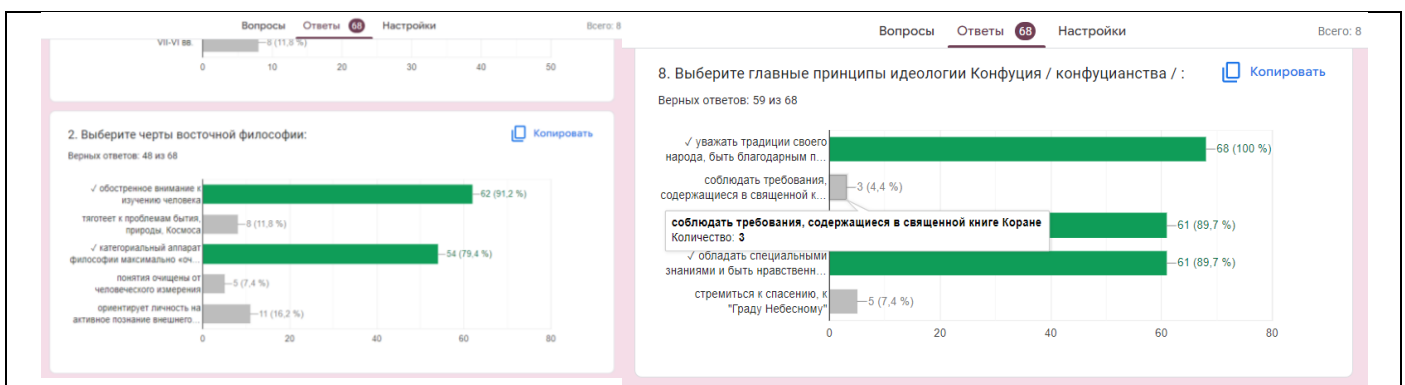 Вопросы Ответы 68 Настройки
Всего: 8
VII-VI вв.
8 (11,8 %)
0 10 20 30 40 50
2. Выберите черты восточной философии:
Копировать
Верных ответов: 48 из 68
✓ обостренное внимание к
изучению человека
62 (91,2 %)
тяготеет к проблемам бытия,
природы, Космоса
8 (11,8 %)
✓ категориальный аппарат
философии максимально «оч...
54 (79,4 %)
понятия очищены от
человеческого измерения
5 (7,4 %)
ориентирует личность на
активное познание внешнего...
11 (16,2 %)
0 20 40 60 80
Вопросы Ответы 68 Настройки
Всего: 8
8. Выберите главные принципы идеологии Конфуция / конфуцианства / :
Копировать
Верных ответов: 59 из 68
✓ уважать традиции своего
народа, быть благодарным п...
68 (100 %)
соблюдать требования,
содержащиеся в священной к...
3 (4,4 %)
соблюдать требования, содержащиеся в священной книге Коране
Количество: 3
61 (89,7 %)
✓ обладать специальными
знаниями и быть нравственн...
61 (89,7 %)
стремиться к спасению, к
"Граду Небесному"
5 (7,4 %)
0 20 40 60 80